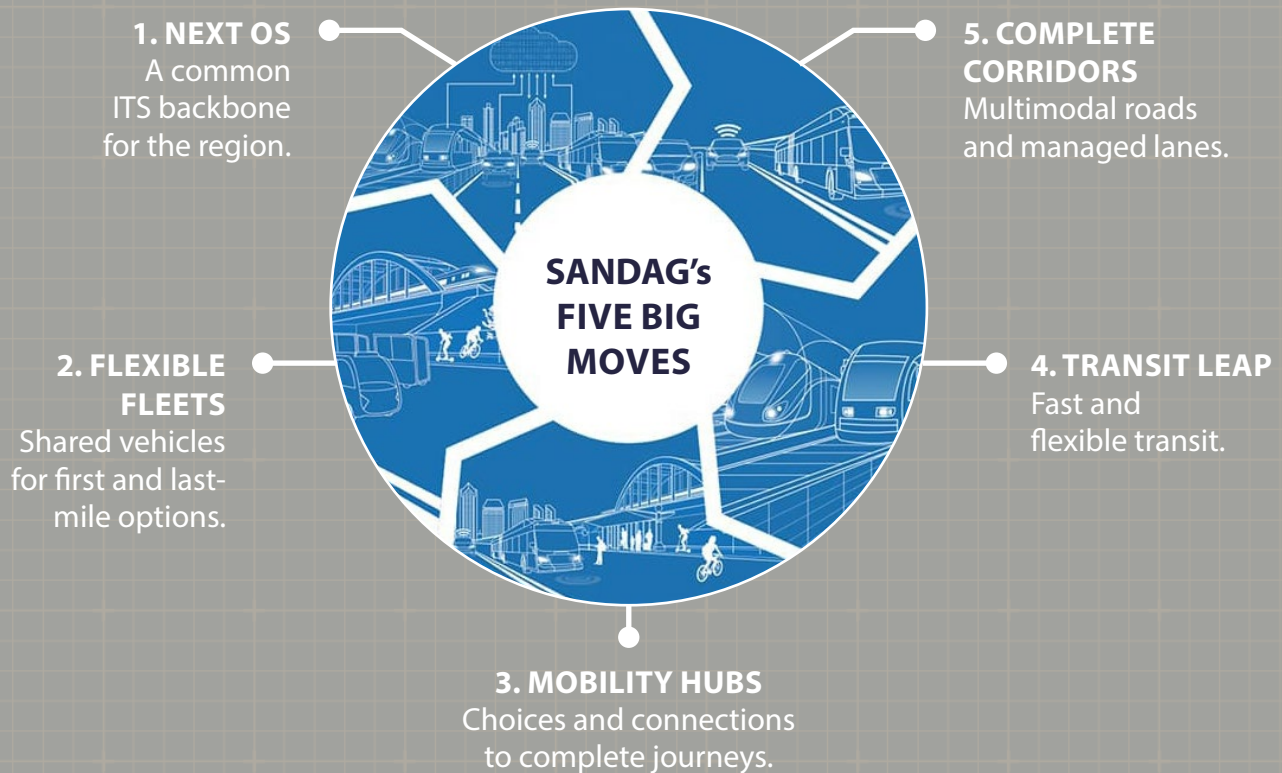 SANDAG's
FIVE BIG
MOVES
1. NEXT OS
A common
ITS backbone
for the region.
2. FLEXIBLE
FLEETS
Shared vehicles
for first and last-
mile options.
3. MOBILITY HUBS
Choices and connections
to complete journeys.
4. TRANSIT LEAP
Fast and
flexible transit.
5. COMPLETE
CORRIDORS
Multimodal roads
and managed lanes.